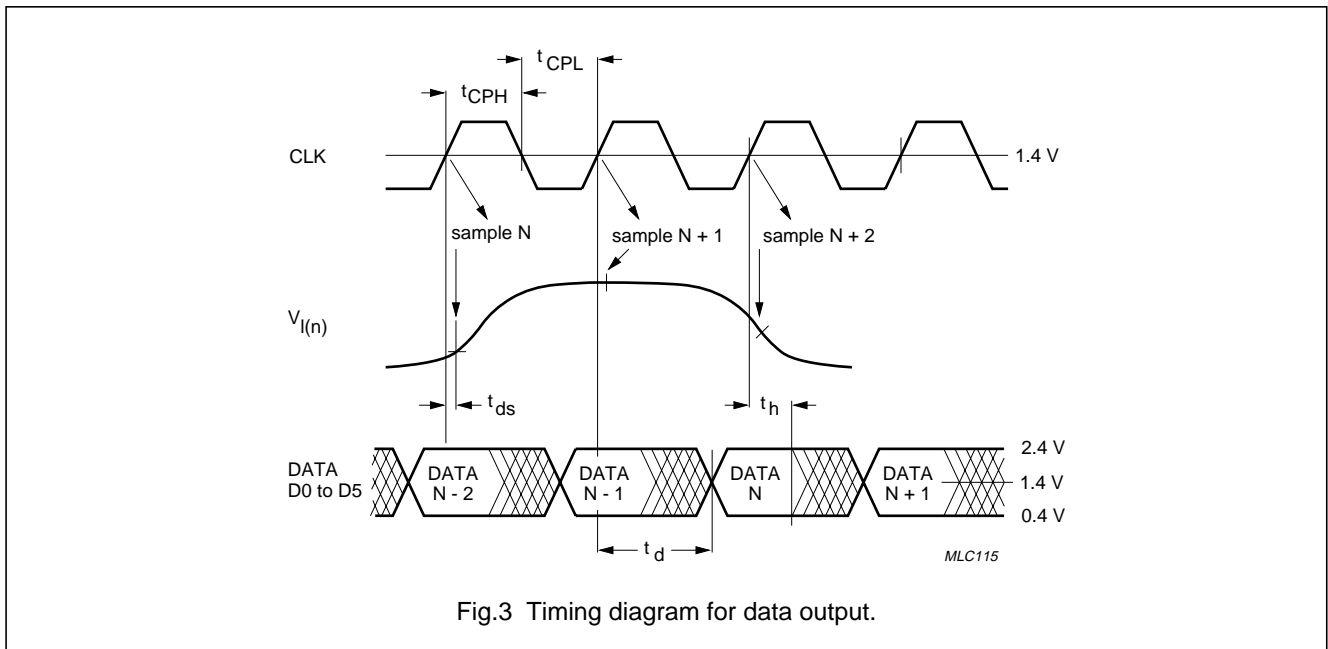 t CPL
t CPH
CLK
1.4 V
sample N
sample N + 1
sample N + 2
V I(n)
t ds
t h
2.4 V
DATA
D0 to D5
DATA
N - 2
DATA
N - 1
DATA
N
DATA
N + 1
1.4 V
0.4 V
t d
MLC115
Fig.3 Timing diagram for data output.